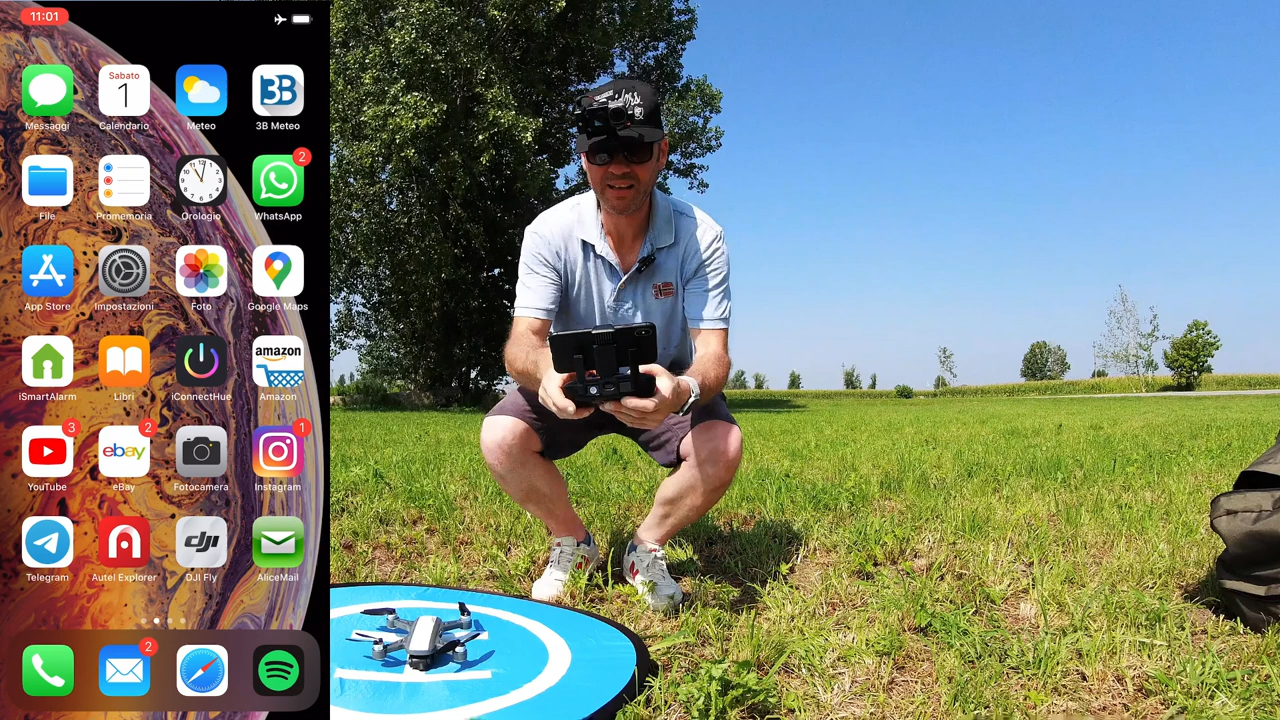 11:01
Sabato
1
3B
Messaggi
Calendario
Meteo
3B Meteo
12
2
File
Promemoria
Orologio
WhatsApp
App Store
Impostazioni
Foto
Google Maps
amazon
iSmartAlarm
Libri
iConnectHue
Amazon
3
2
1
ebay
YouTube
eBay
Fotocamera
Instagram
dji
Telegram
Autel Explorer
DJI Fly
AliceMail
2